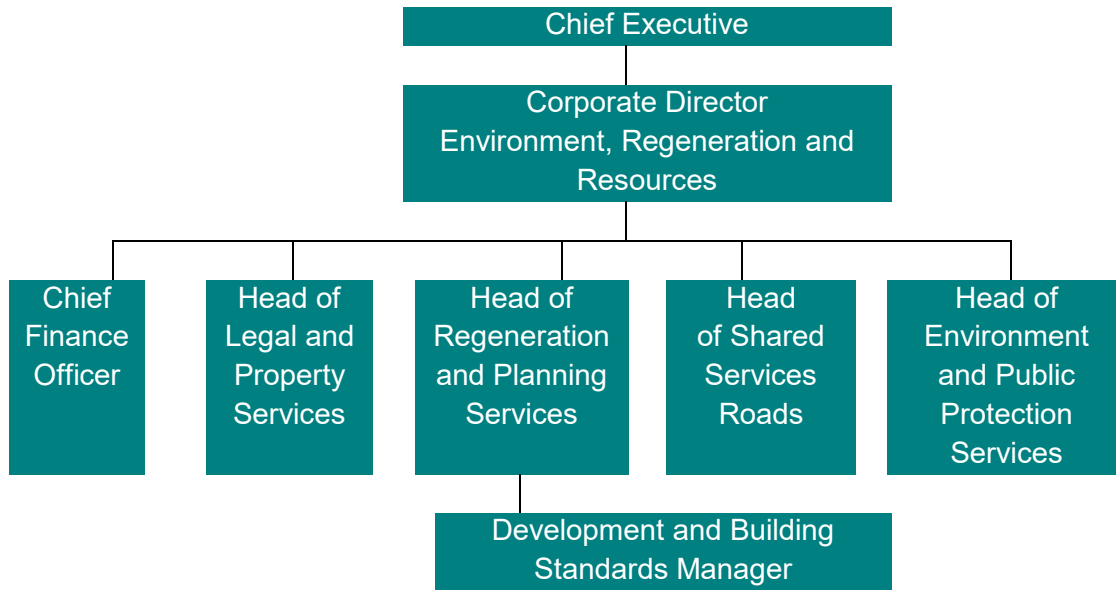 Chief Executive
Corporate Director
Environment, Regeneration and
Resources
Chief
Finance
Officer
Head of
Legal and
Property
Services
Head of
Regeneration
and Planning
Services
Head
of Shared
Services
Roads
Head of
Environment
and Public
Protection
Services
Development and Building
Standards Manager